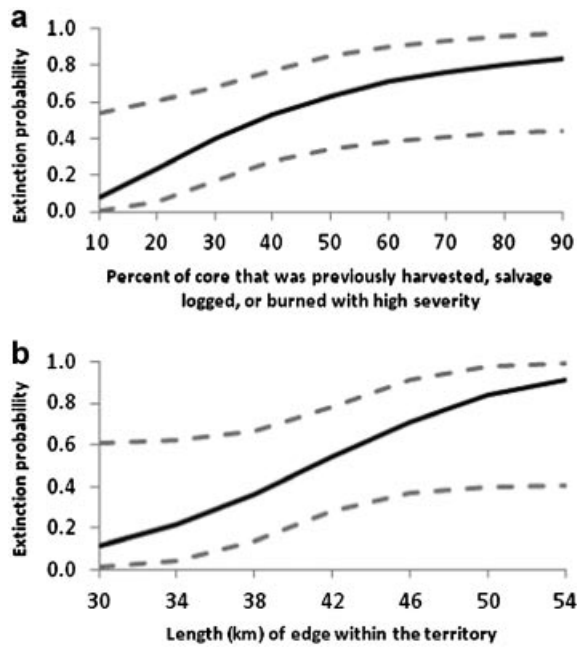 a
Extinction probability
1.0
0.8
0.6
0.4
0.2
0.0
10 20 30 40 50 60 70 80 90
Percent of core that was previously harvested, salvage
logged, or burned with high severity
b
Extinction probability
1.0
0.8
0.6
0.4
0.2
0.0
30 34 38 42 46 50 54
Length (km) of edge within the territory